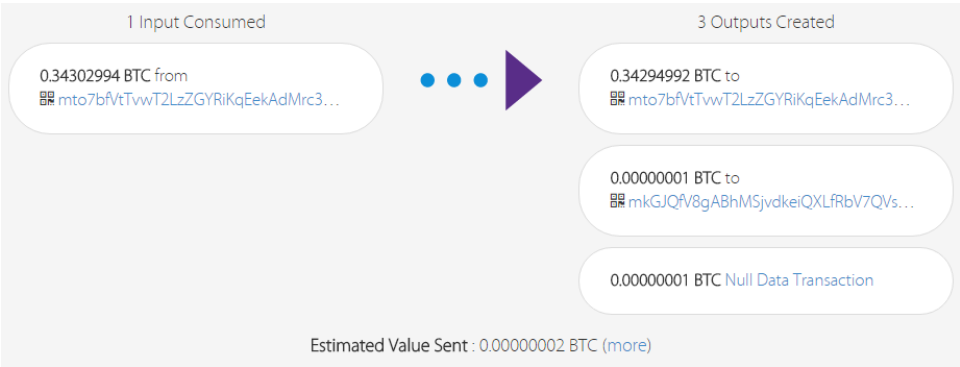 1 Input Consumed
3 Outputs Created
0.34302994 BTC from
mto7bfVtTvwT2LzZGYRiKqEekAdMrc3...
0.34294992 BTC to
mto7bfVtTvwT2LzZGYRiKqEekAdMrc3...
0.00000001 BTC to
mkGJQfV8gABhMSjvdkeiQXLfRbV7QVs...
0.00000001 BTC Null Data Transaction
Estimated Value Sent : 0.00000002 BTC (more)